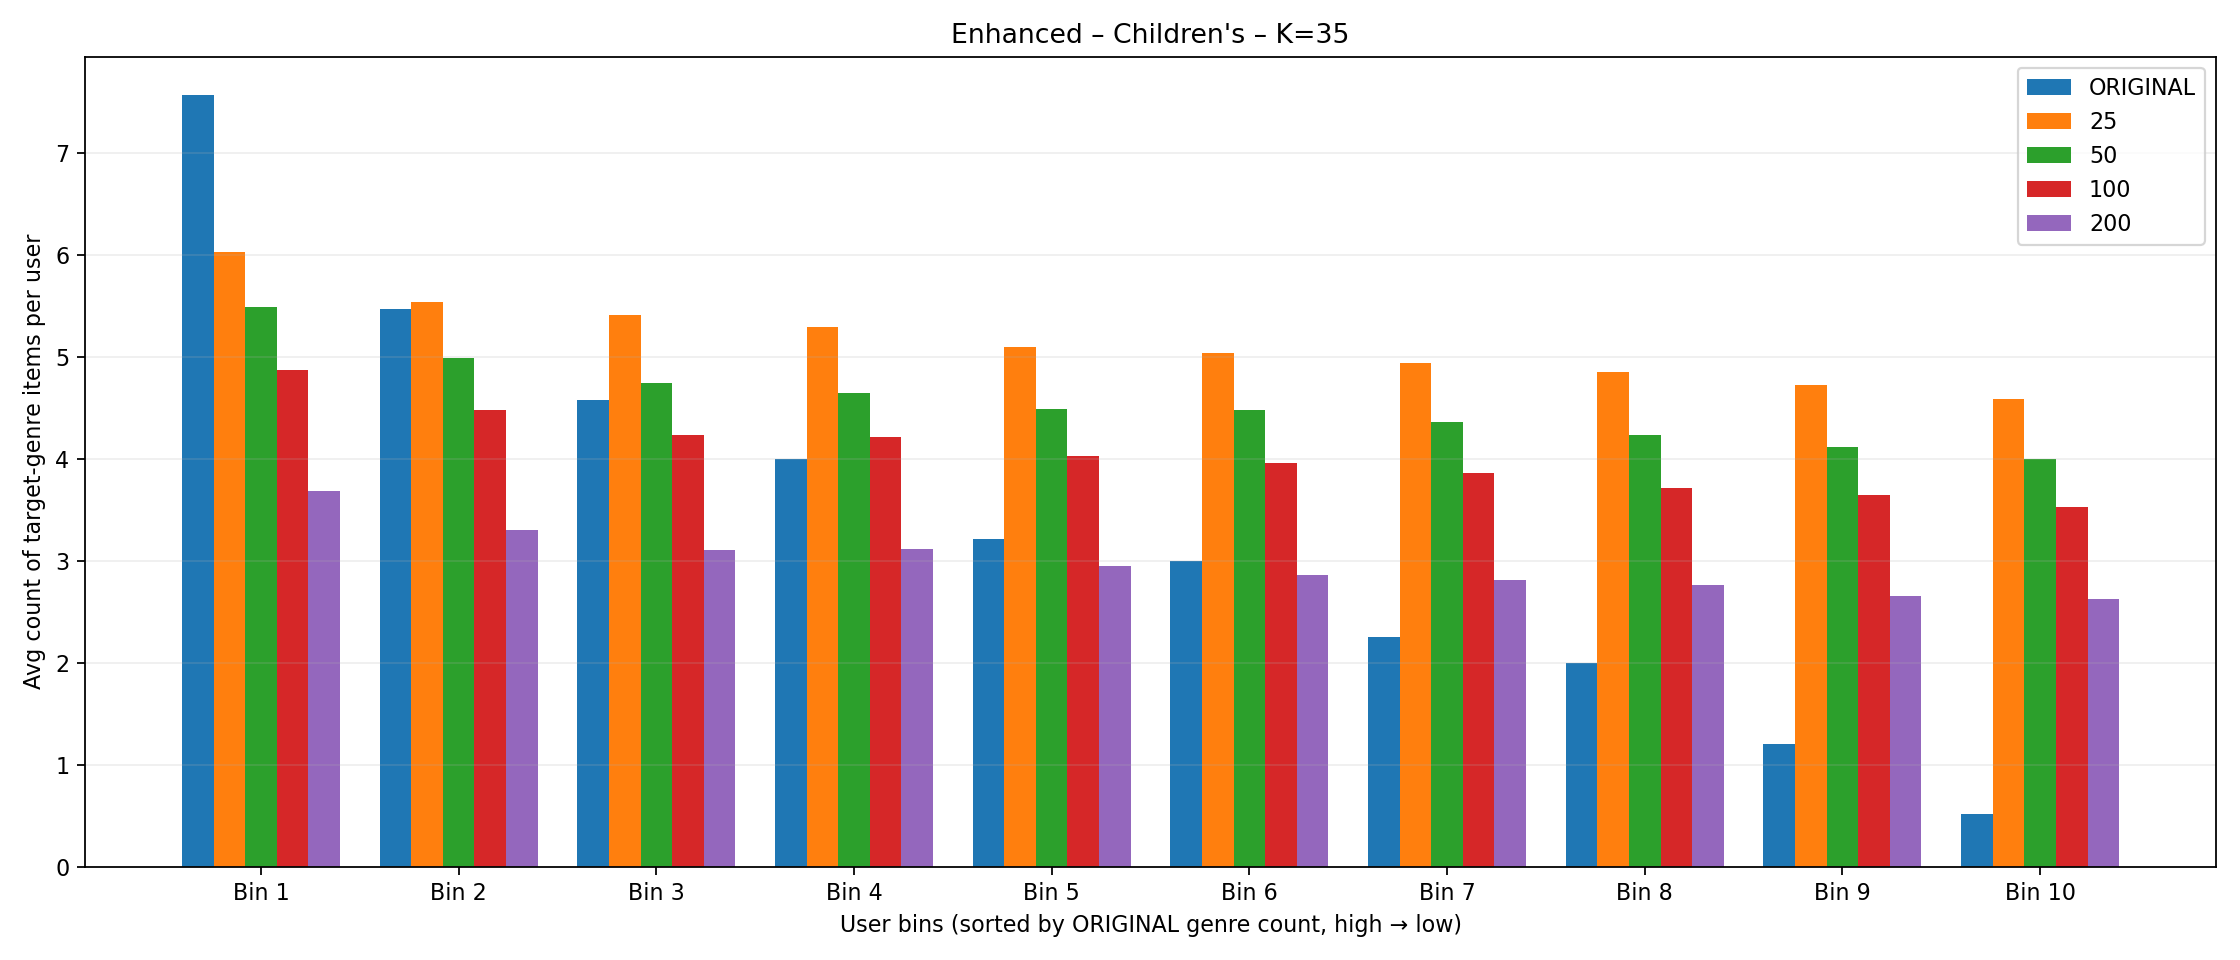 Enhanced – Children's – K=35
Avg count of target-genre items per user
7
6
5
4
3
2
1
0
ORIGINAL
25
50
100
200
Bin 1 Bin 2 Bin 3 Bin 4 Bin 5 Bin 6 Bin 7 Bin 8 Bin 9 Bin 10
User bins (sorted by ORIGINAL genre count, high → low)